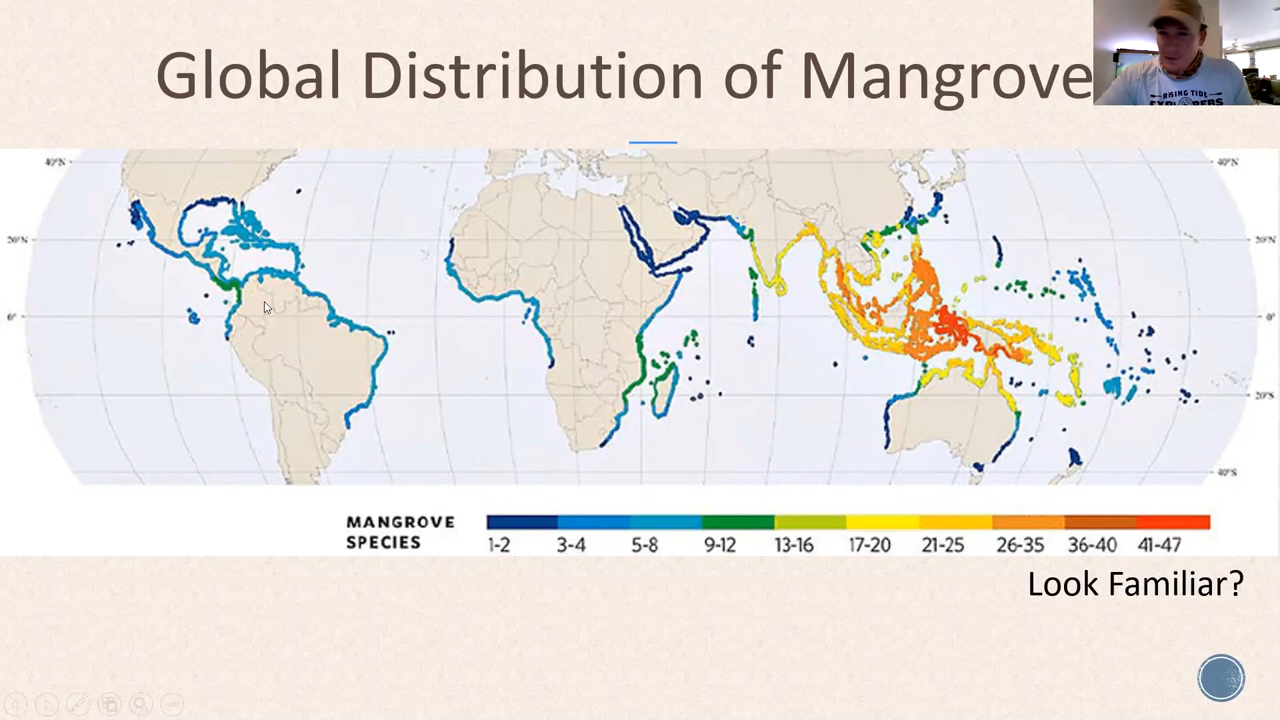 Global Distribution of Mangrove
RISING TIDE
EXPLORERS
40°N
40°N
20°N
20°N
0°
0°
20°S
40°S
MANGROVE
SPECIES
1-2
3-4
5-8
9-12
13-16
17-20
21-25
26-35
36-40
41-47
Look Familiar?